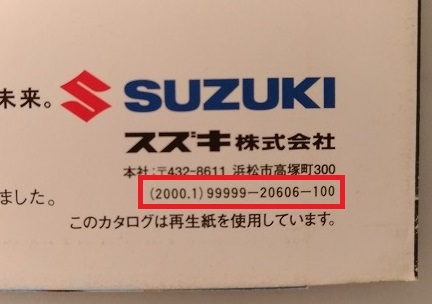 未来。
SUZUKI
スズキ株式会社
本社:〒432-8611 浜松市高塚町300
(2000.1)99999-20606-100
ました。
このカタログは再生紙を使用しています。